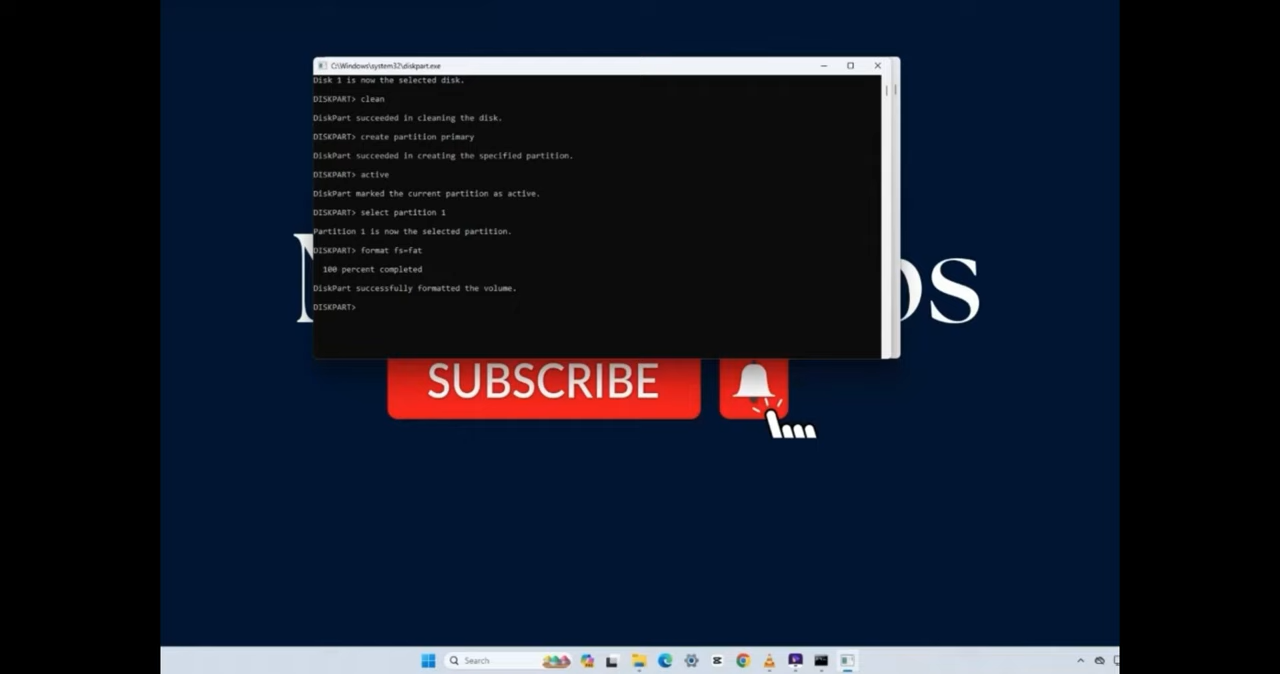 C:\Windows\system32\diskpart.exe
Disk 1 is now the selected disk.
DISKPART> clean
DiskPart succeeded in cleaning the disk.
DISKPART> create partition primary
DiskPart succeeded in creating the specified partition.
DISKPART> active
DiskPart marked the current partition as active.
DISKPART> select partition 1
Partition 1 is now the selected partition.
DISKPART> format fs=fat
100 percent completed
DiskPart successfully formatted the volume.
DISKPART>
SUBSCRIBE
Search